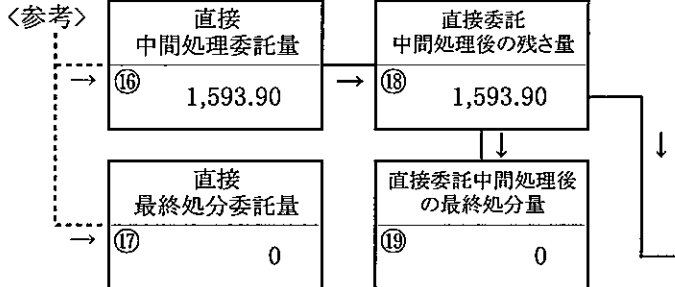 〈参考〉
直接
中間処理委託量
→
⑯
1,593.90
→
直接委託
中間処理後の残さ量
⑱
1,593.90
↓
↓
直接
最終処分委託量
→
⑰
0
直接委託中間処理後
の最終処分量
⑲
0